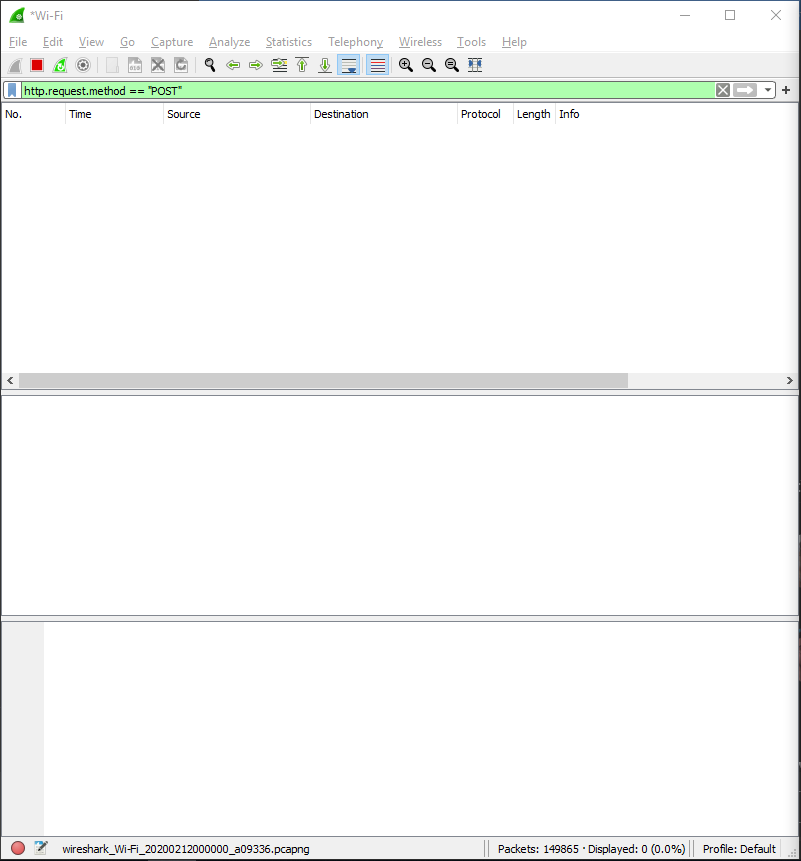 *Wi-Fi
File Edit View Go Capture Analyze Statistics Telephony Wireless Tools Help
http.request.method == "POST"
No. Time Source Destination Protocol Length Info
wireshark_Wi-Fi_20200212000000_a09336.pcapng Packets: 149865 · Displayed: 0 (0.0%) Profile: Default